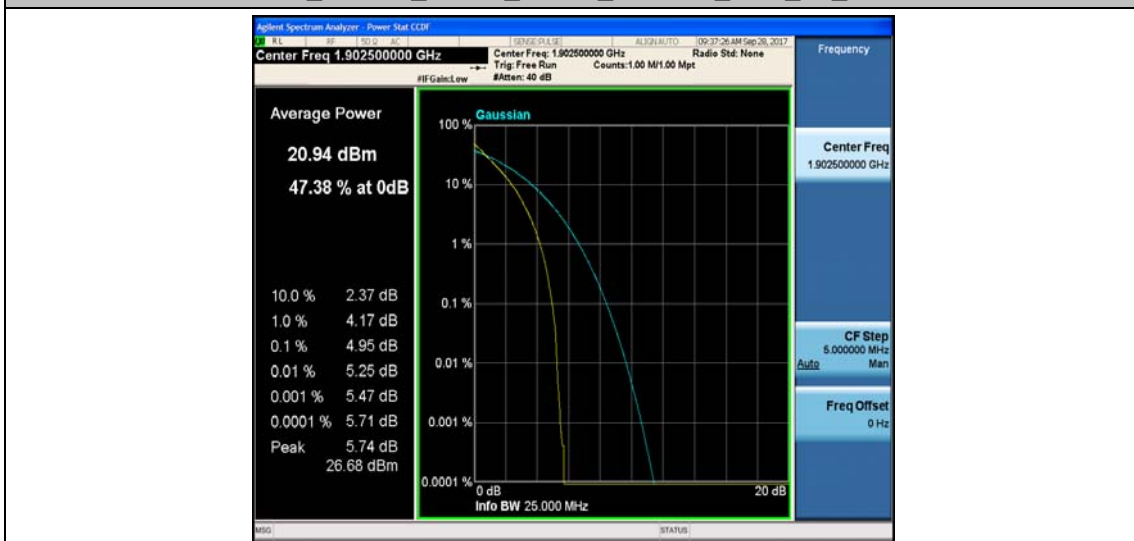 Agilent Spectrum Analyzer - Power Stat CCDF
RL RF 50 Ω AC SENSE:PULSE ALIGN AUTO 09:37:26 AM Sep 28, 2017
Center Freq 1.902500000 GHz
Center Freq: 1.902500000 GHz Radio Std: None
Trig: Free Run Counts:1.00 M/1.00 Mpt
#IFGain:Low #Atten: 40 dB
Frequency
Average Power
20.94 dBm
47.38 % at 0dB
10.0 % 2.37 dB
1.0 % 4.17 dB
0.1 % 4.95 dB
0.01 % 5.25 dB
0.001 % 5.47 dB
0.0001 % 5.71 dB
Peak 5.74 dB
26.68 dBm
Gaussian
100 %
10 %
1 %
0.1 %
0.01 %
0.001 %
0.0001 %
0 dB 20 dB
Info BW 25.000 MHz
Center Freq
1.902500000 GHz
CF Step
5.000000 MHz
Auto Man
Freq Offset
0 Hz
MSG STATUS